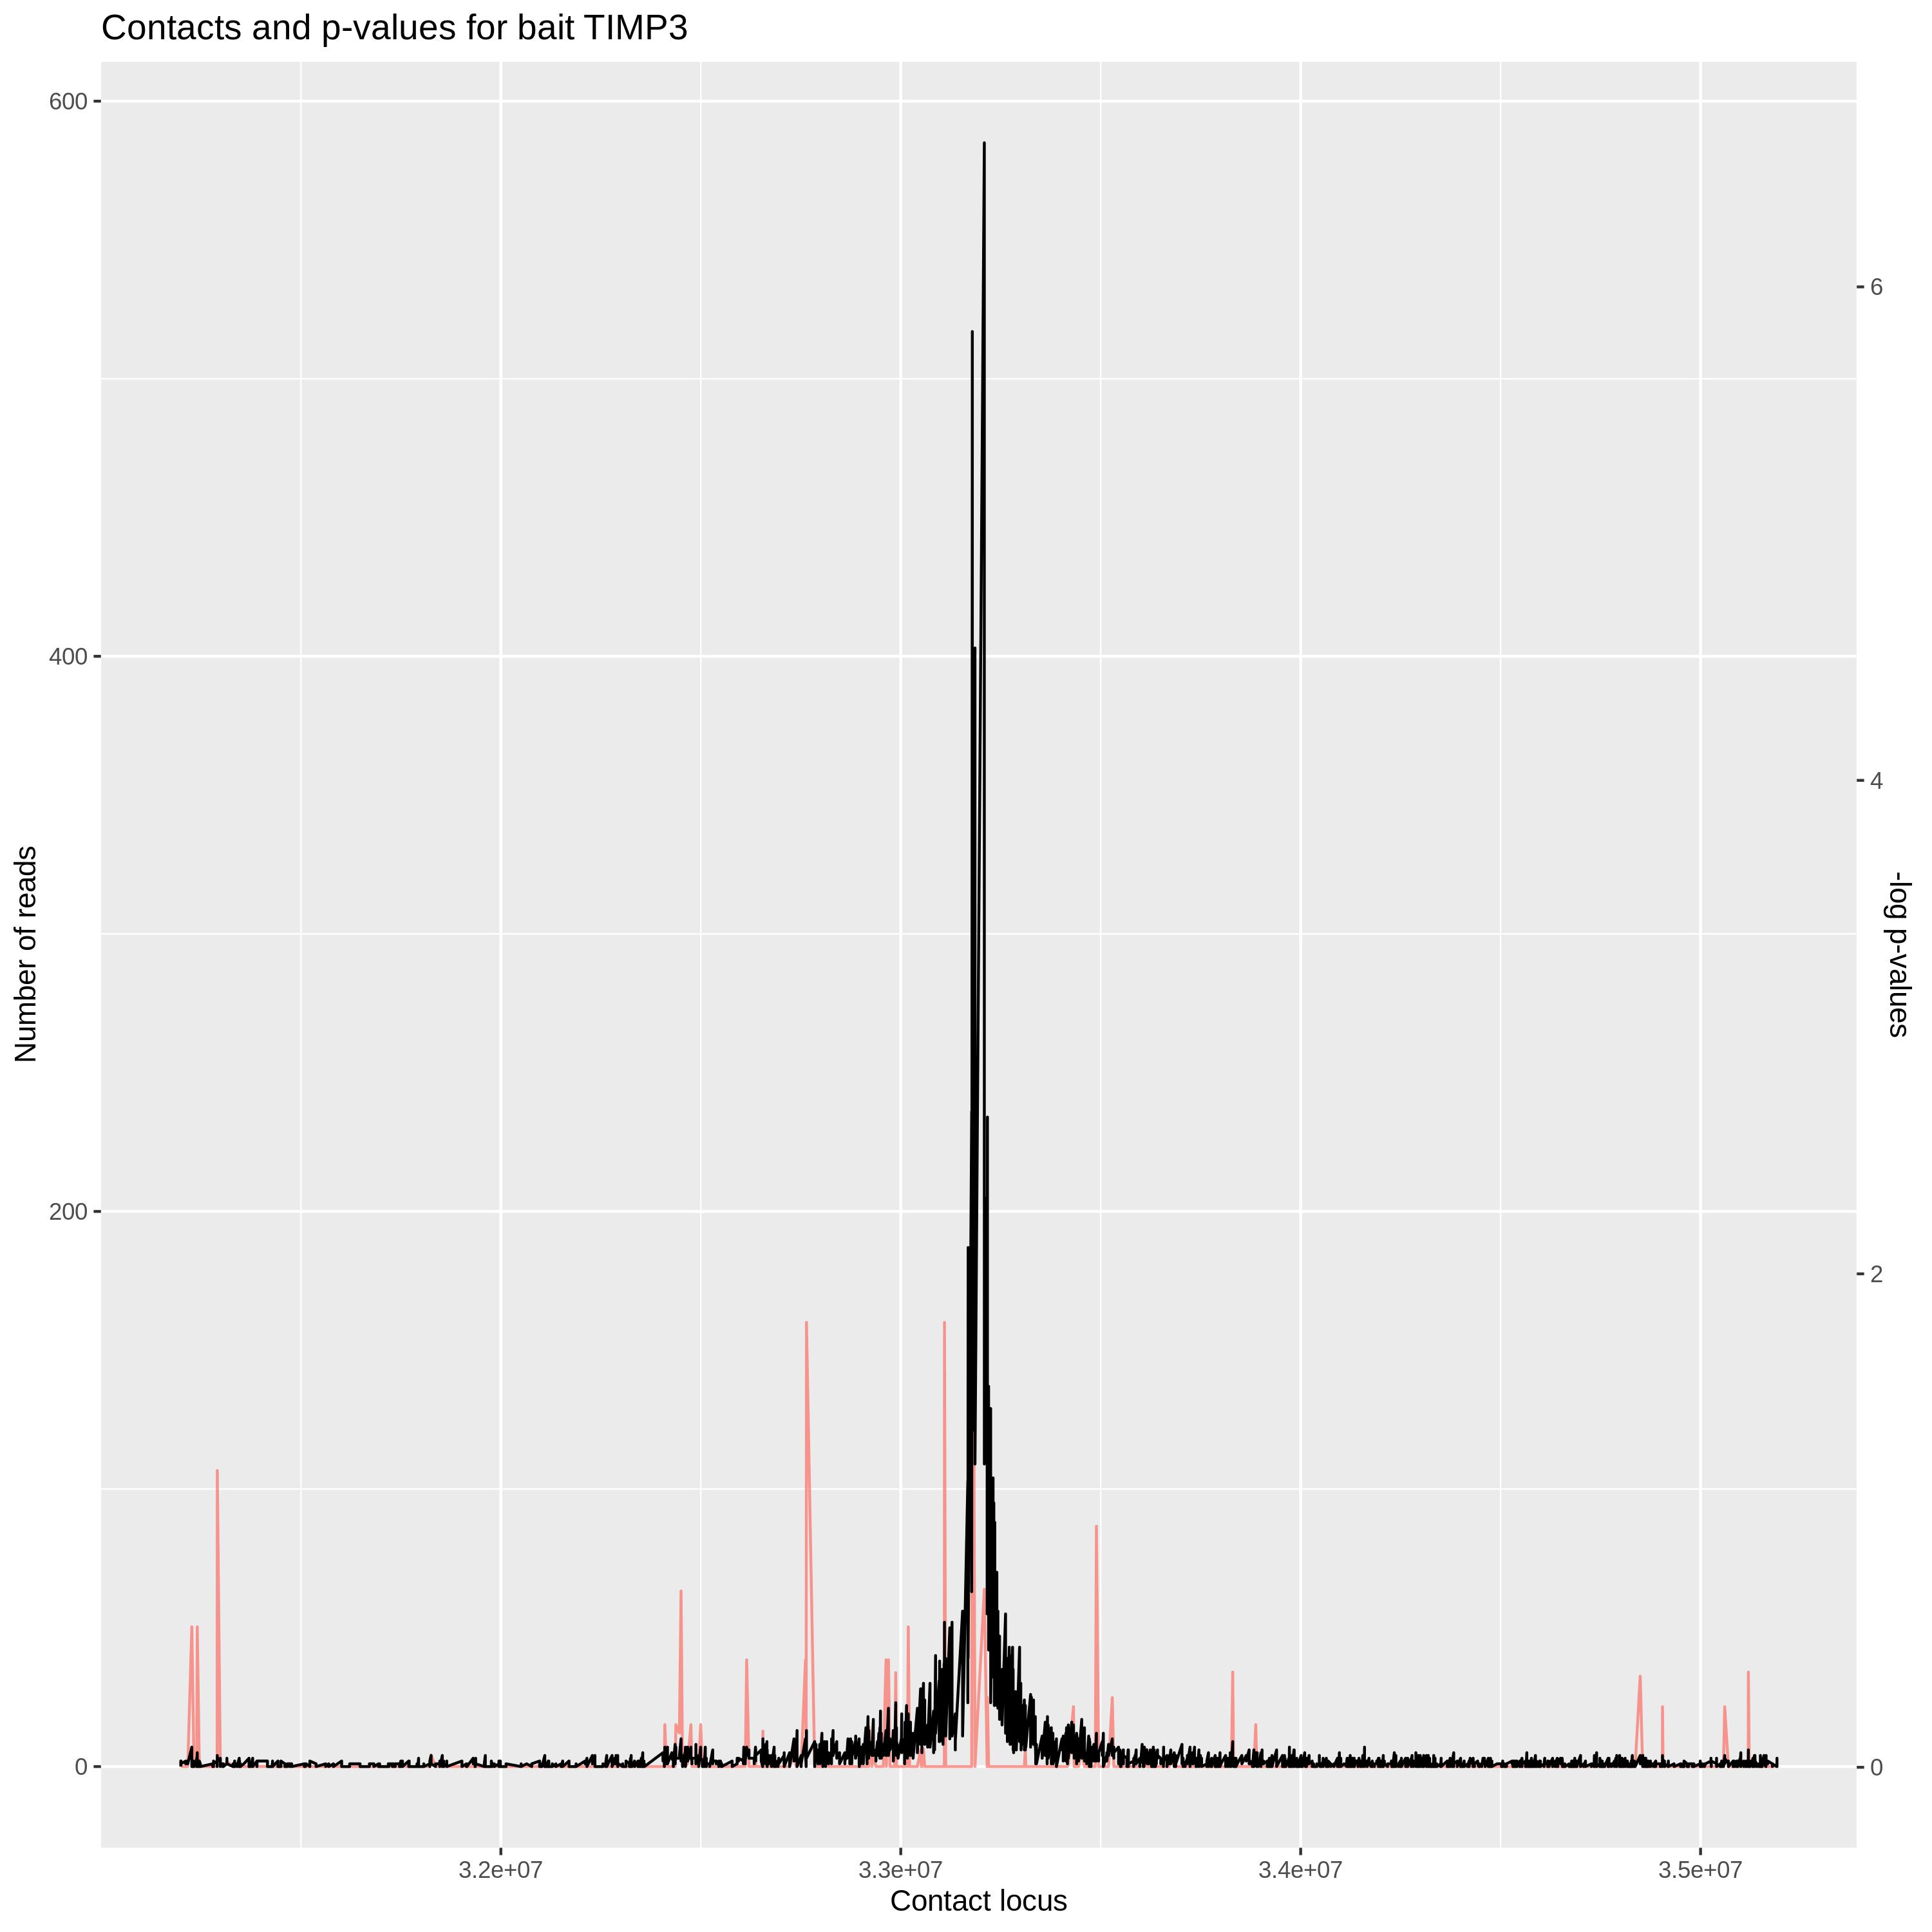 Contacts and p-values for bait TIMP3
600
400
200
0
Number of reads
6
4
2
0
-log p-values
3.2e+07
3.3e+07
3.4e+07
3.5e+07
Contact locus